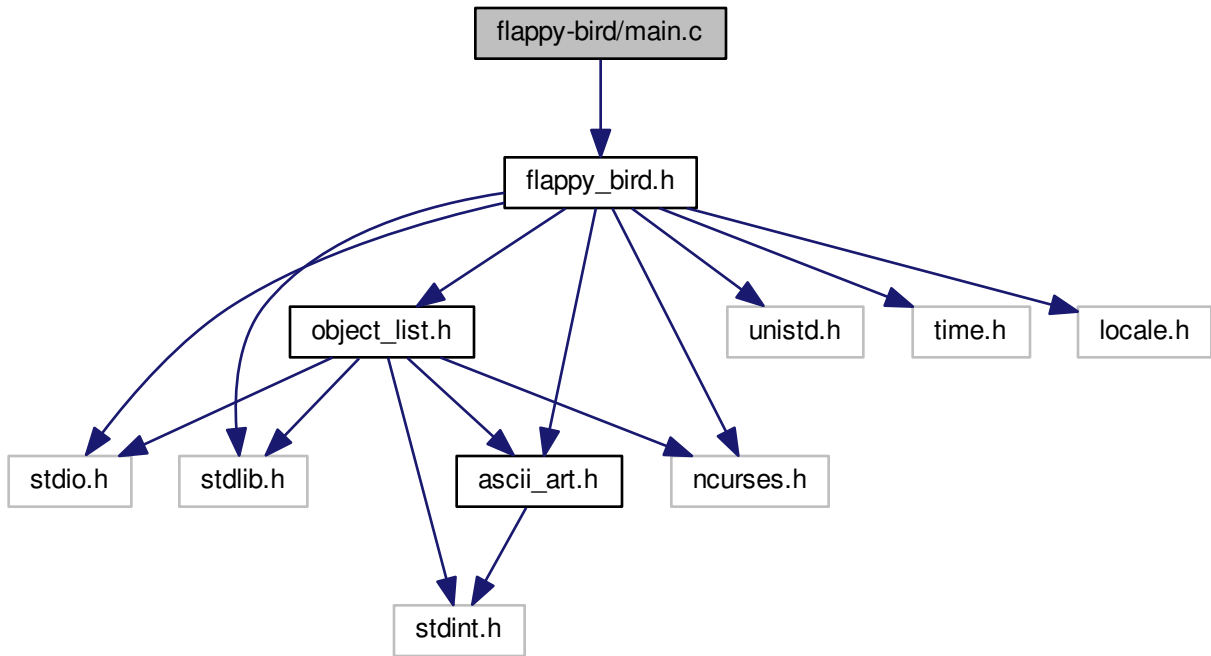 flappy-bird/main.c
flappy_bird.h
object_list.h
unistd.h
time.h
locale.h
stdio.h
stdlib.h
ascii_art.h
ncurses.h
stdint.h